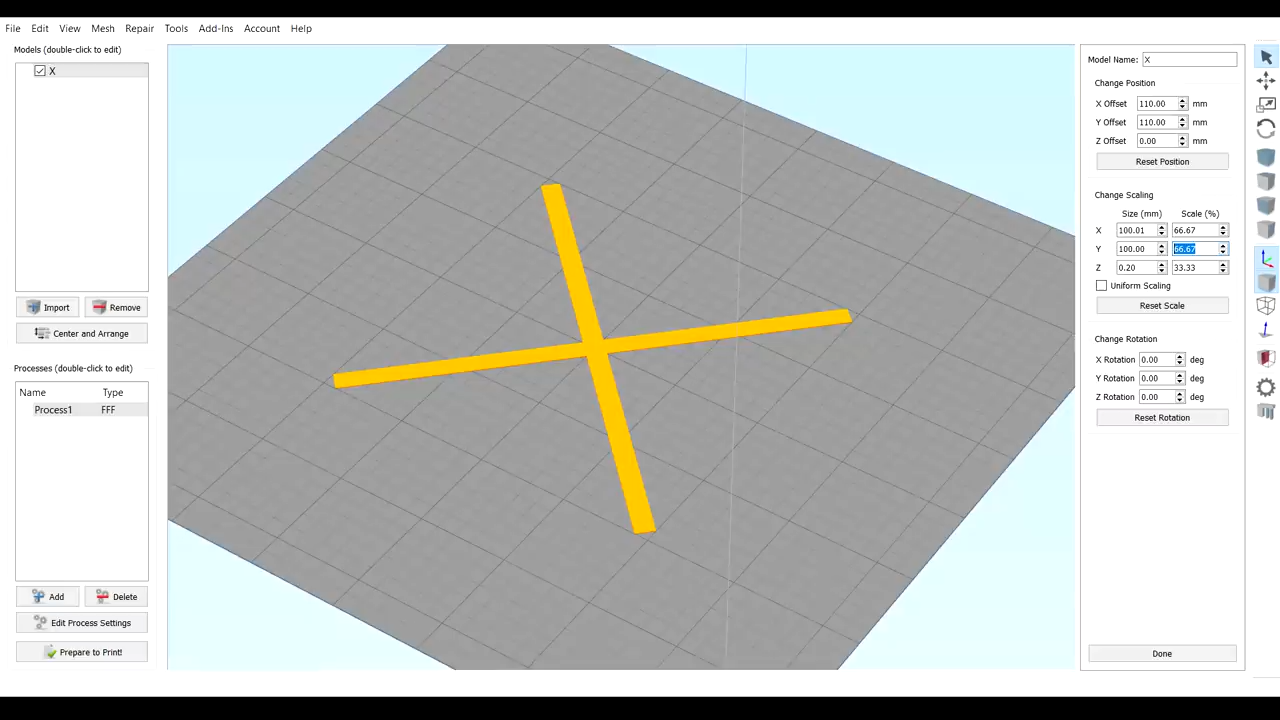 File Edit View Mesh Repair Tools Add-Ins Account Help
Models (double-click to edit)
X
Import Remove
Center and Arrange
Processes (double-click to edit)
Name Type
Process1 FFF
Add Delete
Edit Process Settings
Prepare to Print!
Model Name: X
Change Position
X Offset 110.00 mm
Y Offset 110.00 mm
Z Offset 0.00 mm
Reset Position
Change Scaling
Size (mm) Scale (%)
X 100.01 66.67
Y 100.00 66.67
Z 0.20 33.33
Uniform Scaling
Reset Scale
Change Rotation
X Rotation 0.00 deg
Y Rotation 0.00 deg
Z Rotation 0.00 deg
Reset Rotation
Done